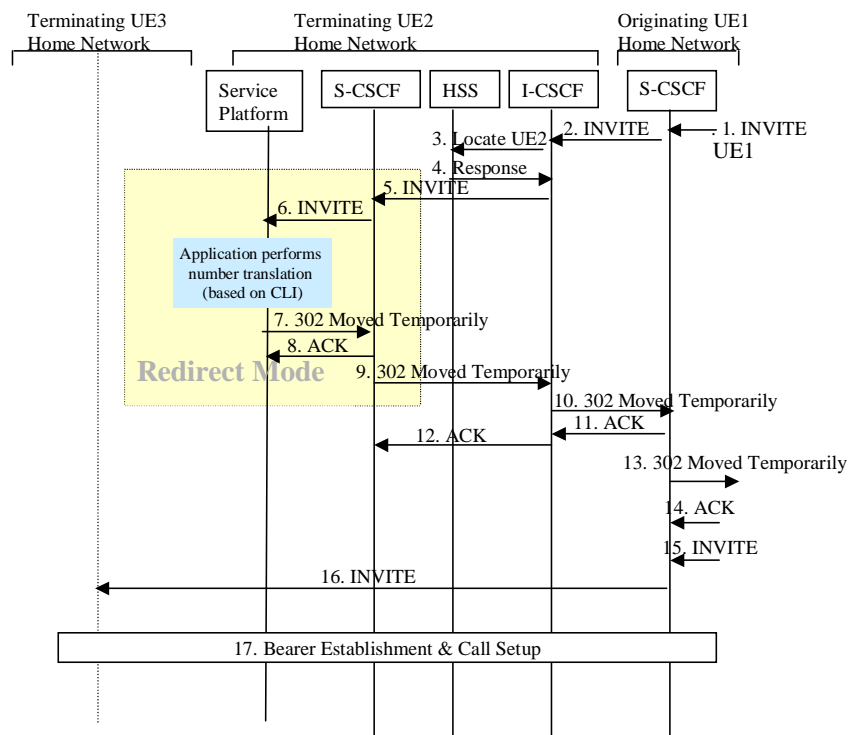 Terminating UE3
Home Network
Terminating UE2
Home Network
Originating UE1
Home Network
Service
Platform
S-CSCF
HSS
I-CSCF
S-CSCF
. 1. INVITE
UE1
2. INVITE
3. Locate UE2
4. Response
5. INVITE
6. INVITE
Application performs
number translation
(based on CLI)
7. 302 Moved Temporarily
8. ACK
Redirect Mode
9. 302 Moved Temporarily
10. 302 Moved Temporarily
11. ACK
12. ACK
13. 302 Moved Temporarily
14. ACK
15. INVITE
16. INVITE
17. Bearer Establishment & Call Setup